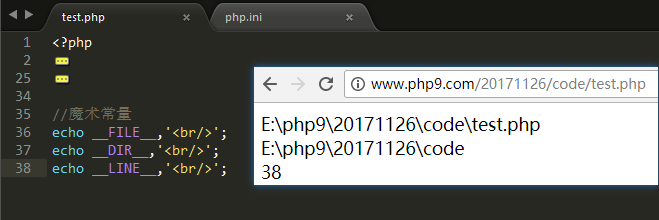 test.php × php.ini ×
1 <?php
2
25
34
35 //魔术常量
36 echo __FILE__,'<br/>';
37 echo __DIR__,'<br/>';
38 echo __LINE__,'<br/>';
www.php9.com/20171126/code/test.php
E:\php9\20171126\code\test.php
E:\php9\20171126\code
38